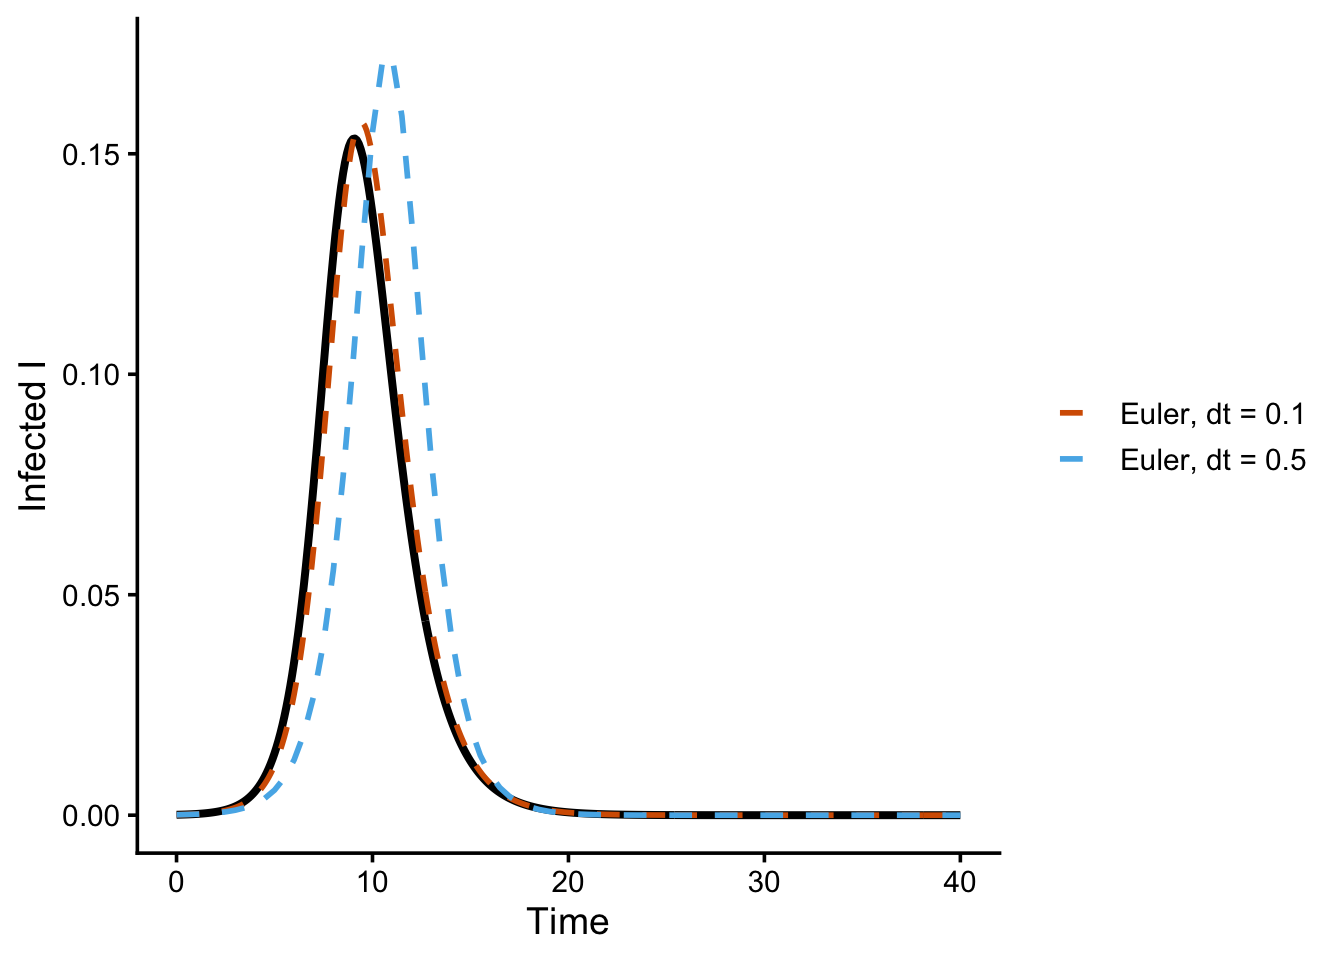 Infected I
0.15
0.10
0.05
0.00
0 10 20 30 40
Time
Euler, dt = 0.1
Euler, dt = 0.5